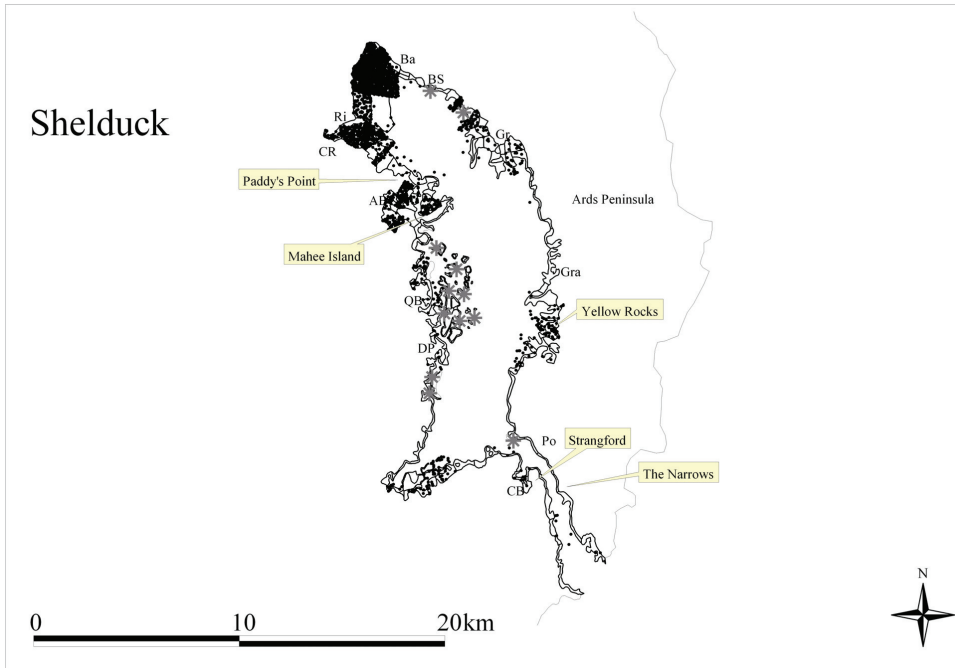 Shelduck
Ba
BS
Ri
CR
Gr
Paddy's Point
Ards Peninsula
Mahee Island
Gra
QB
Yellow Rocks
DP
Po
Strangford
The Narrows
CB
N
0
10
20km